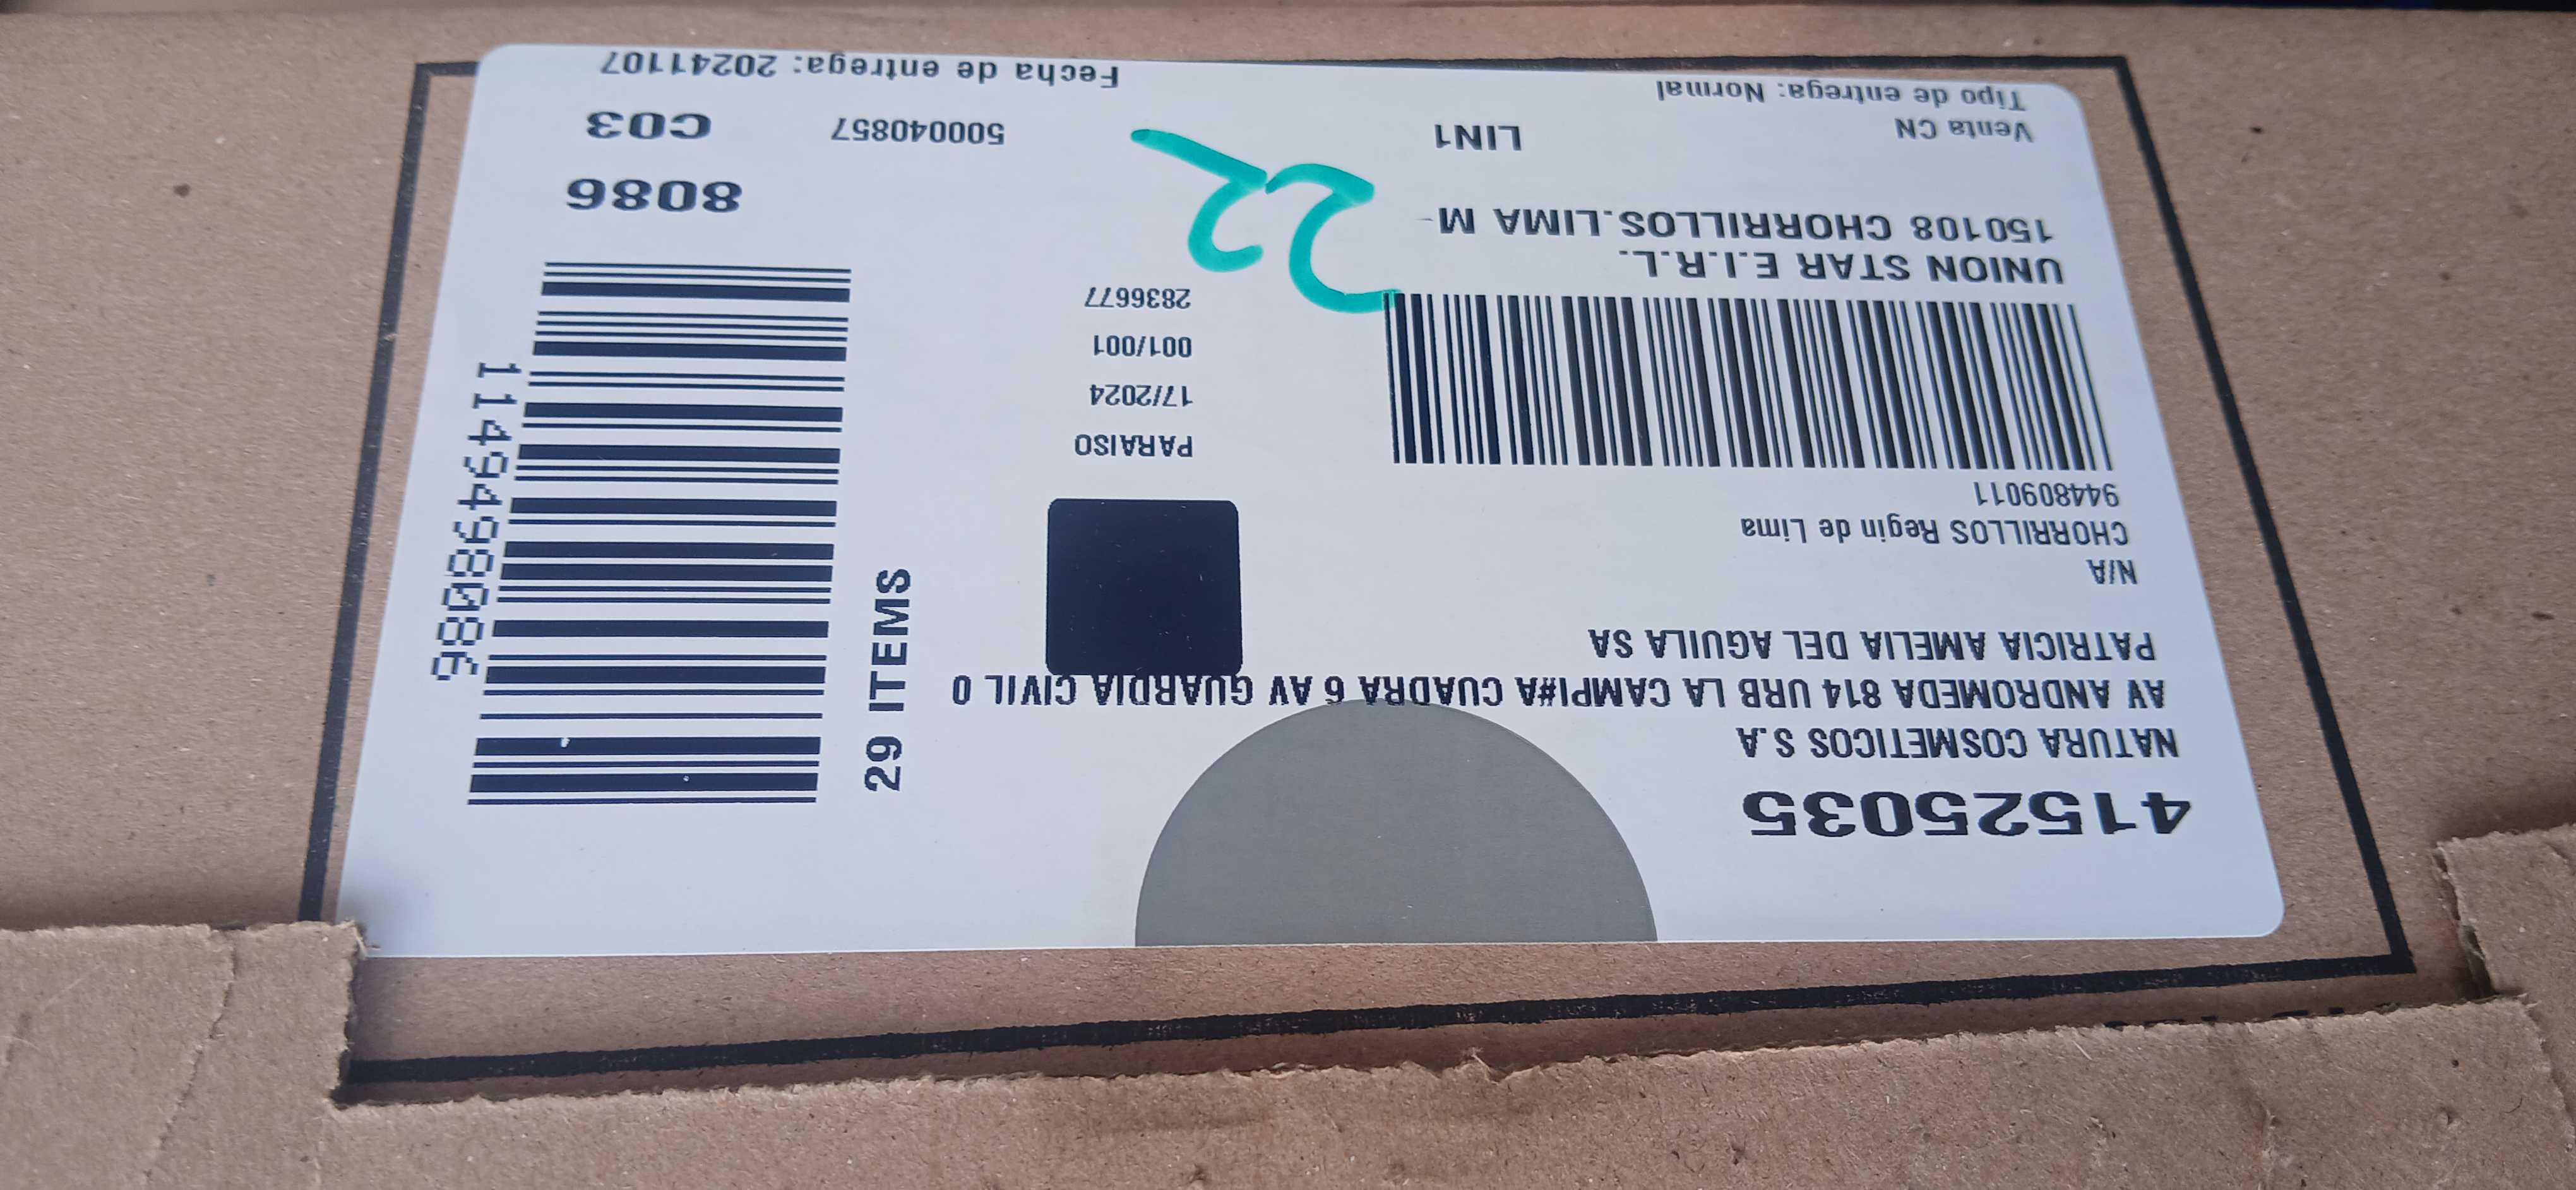 41525035
NATURA COSMETICOS S.A
AV ANDROMEDA 814 URB LA CAMPI#A CUADRA 6 AV GUARDIA CIVIL 0
PATRICIA AMELIA DEL AGUILA SA
N/A
CHORRILLOS Regin de Lima
944809011
UNION STAR E.I.R.L.
150108 CHORRILLOS.LIMA M
Venta CN
LIN1
Tipo de entrega: Normal
PARAISO
17/2024
001/001
2836677
22
29 ITEMS
1149498086
8086
500040857
C03
Fecha de entrega: 20241107